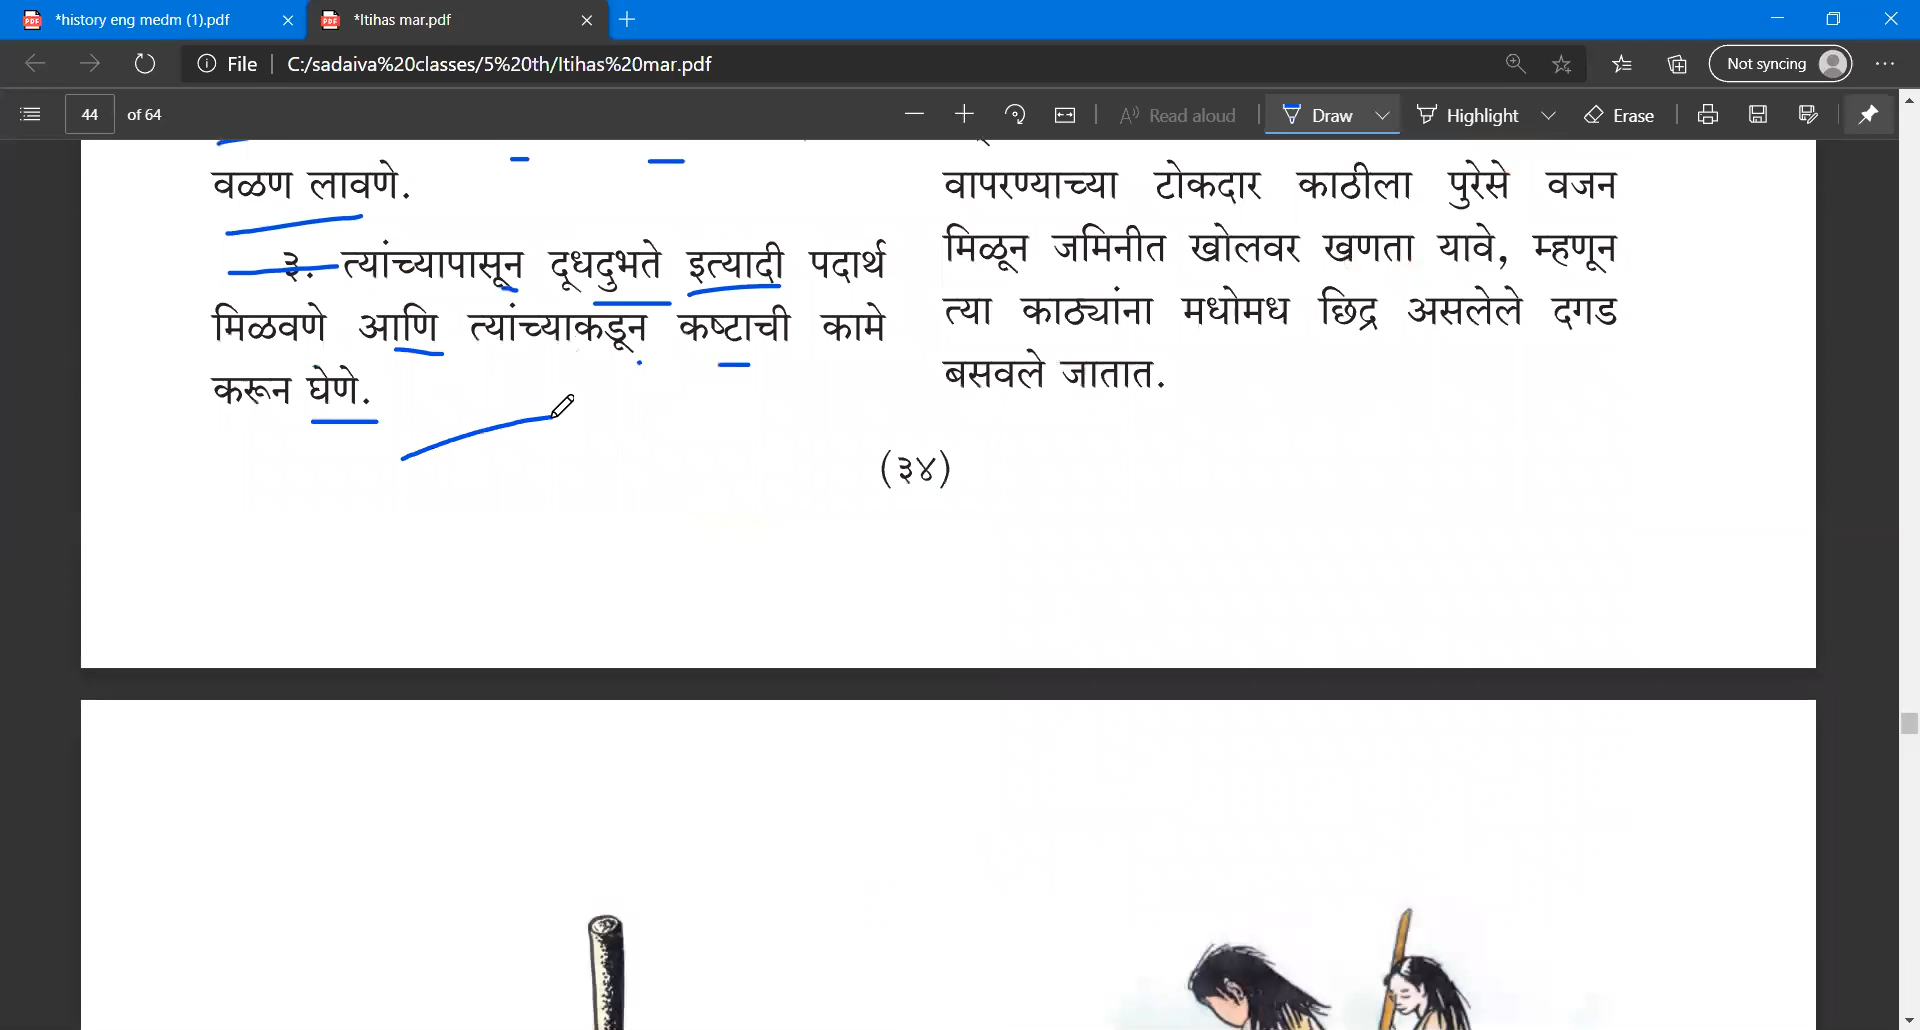 *history eng medm (1).pdf
*Itihas mar.pdf
File
C:/sadaiva%20classes/5%20th/Itihas%20mar.pdf
Not syncing
44 of 64
Read aloud
Draw
Highlight
Erase
वळण लावणे.
३. त्यांच्यापासून दूधदुभते इत्यादी पदार्थ
मिळवणे आणि त्यांच्याकडून कष्टाची कामे
करून घेणे.
वापरण्याच्या टोकदार काठीला पुरेसे वजन
मिळून जमिनीत खोलवर खणता यावे, म्हणून
त्या काठ्यांना मधोमध छिद्र असलेले दगड
बसवले जातात.
(३४)